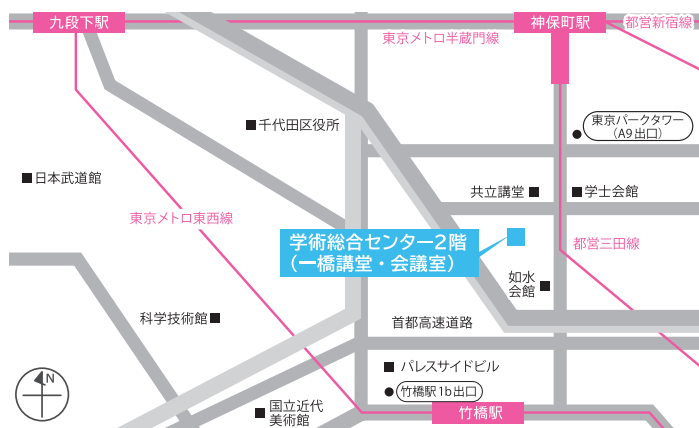 九段下駅
神保町駅
都営新宿線
東京メトロ半蔵門線
東京パークタワー
（A9出口）
千代田区役所
日本武道館
共立講堂
学士会館
東京メトロ東西線
学術総合センター2階
（一橋講堂・会議室）
都営三田線
如水
会館
科学技術館
首都高速道路
パレスサイドビル
N
竹橋駅1b出口
国立近代
美術館
竹橋駅